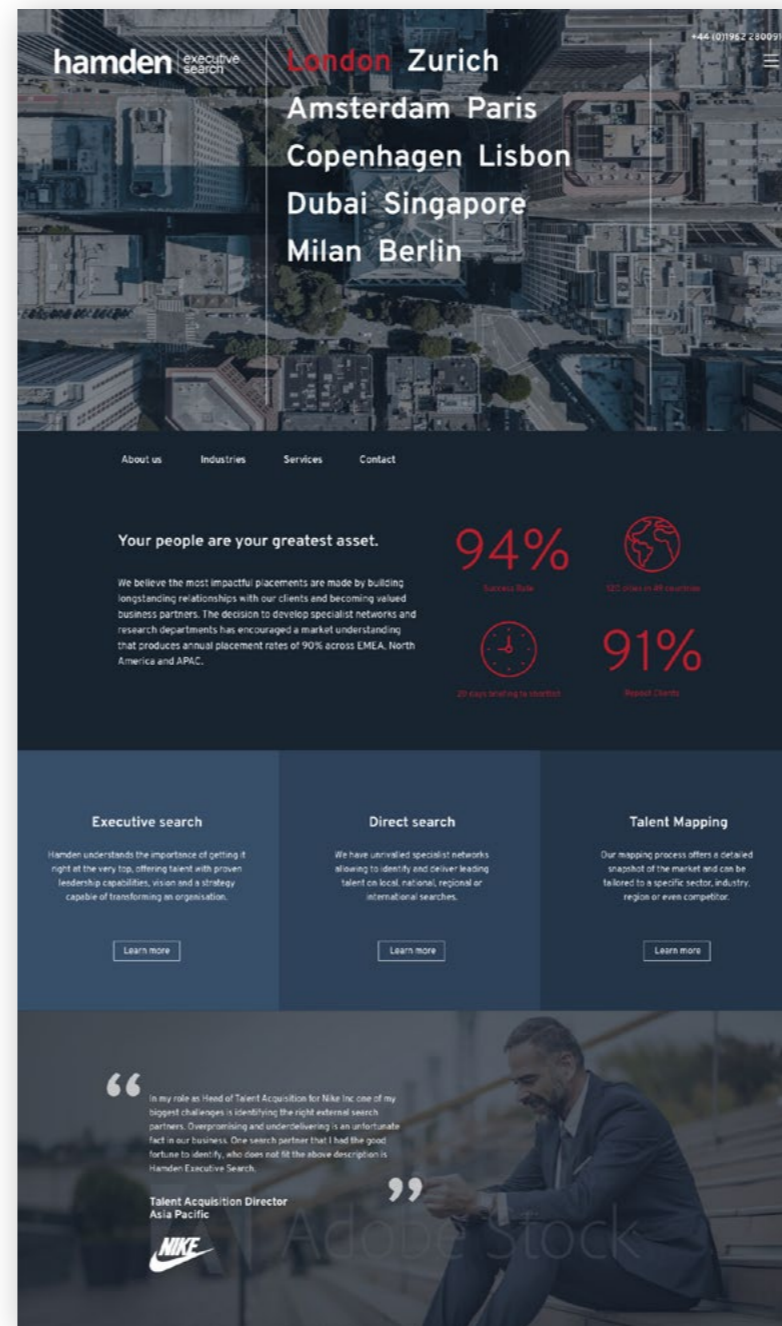 +44 (0)1962 280091
hamden executive search
London Zurich
Amsterdam Paris
Copenhagen Lisbon
Dubai Singapore
Milan Berlin
About us Industries Services Contact
Your people are your greatest asset.
We believe the most impactful placements are made by building
longstanding relationships with our clients and becoming valued
business partners. The decision to develop specialist networks and
research departments has encouraged a market understanding
that produces annual placement rates of 90% across EMEA, North
America and APAC.
94%
Success Rate
cities in 49 countries
20 days briefing to shortlist
91%
Repeat Clients
Executive search
Hamden understands the importance of getting it
right at the very top, offering talent with proven
leadership capabilities, vision and a strategy
capable of transforming an organisation.
Learn more
Direct search
We have unrivalled specialist networks
allowing to identify and deliver leading
talent on local, national, regional or
international searches.
Learn more
Talent Mapping
Our mapping process offers a detailed
snapshot of the market and can be
tailored to a specific sector, industry,
region or even competitor.
Learn more
“
In my role as Head of Talent Acquisition for Nike Inc one of my
biggest challenges is identifying the right external search
partners. Overpromising and underdelivering is an unfortunate
fact in our business. One search partner that I had the good
fortune to identify, who does not fit the above description is
Hamden Executive Search.
”
Talent Acquisition Director
Asia Pacific
NIKE
Adobe Stock